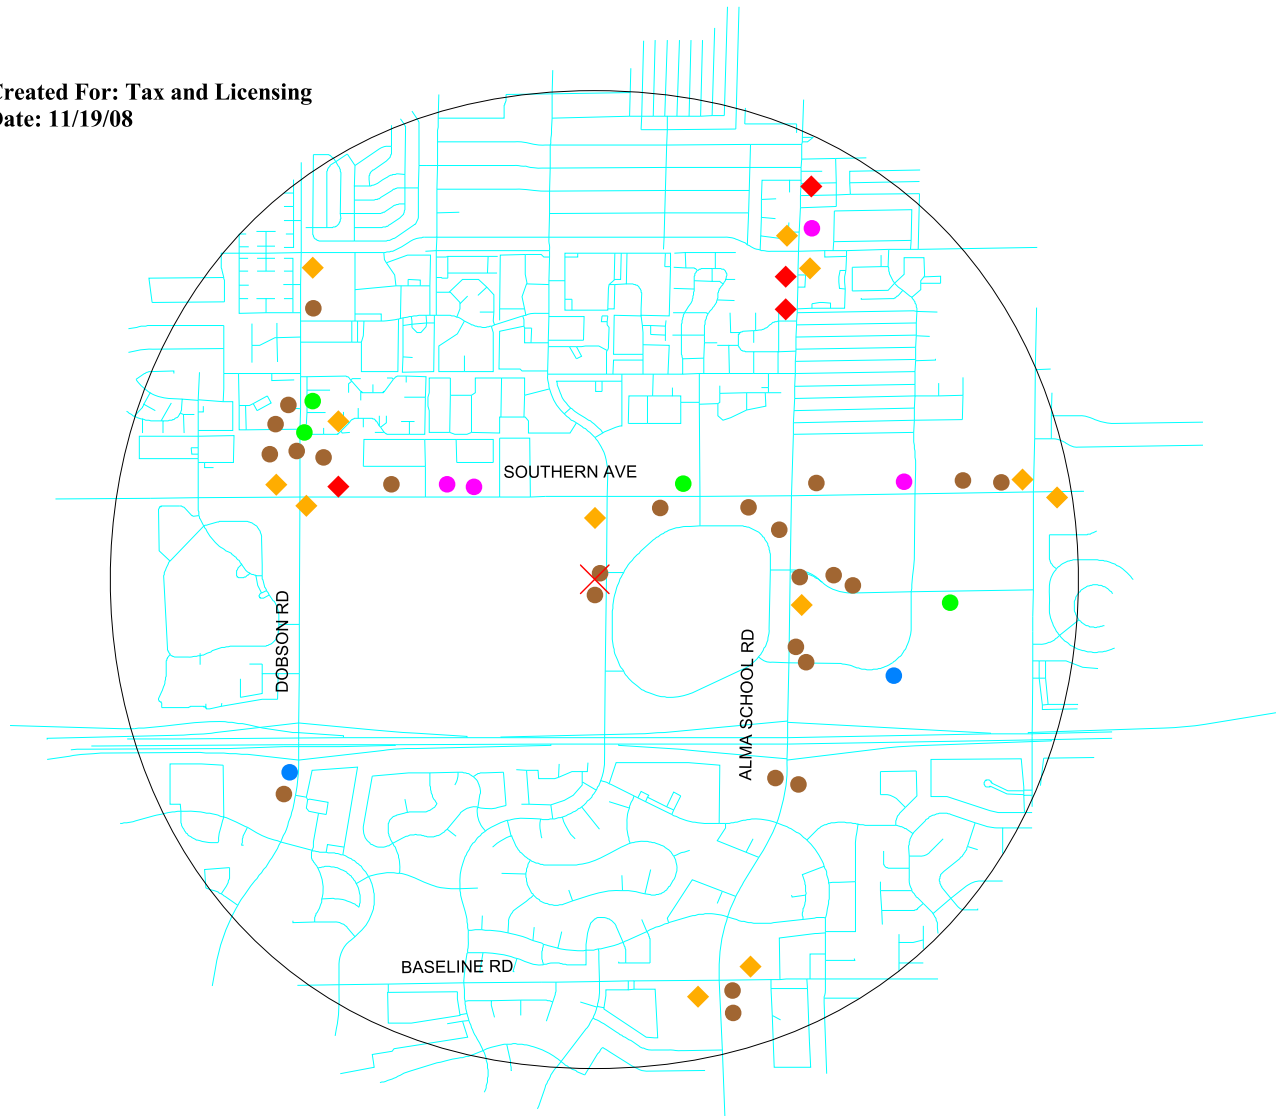 Created For: Tax and Licensing
Date: 11/19/08
SOUTHERN AVE
DOBSON RD
ALMA SCHOOL RD
BASELINE RD